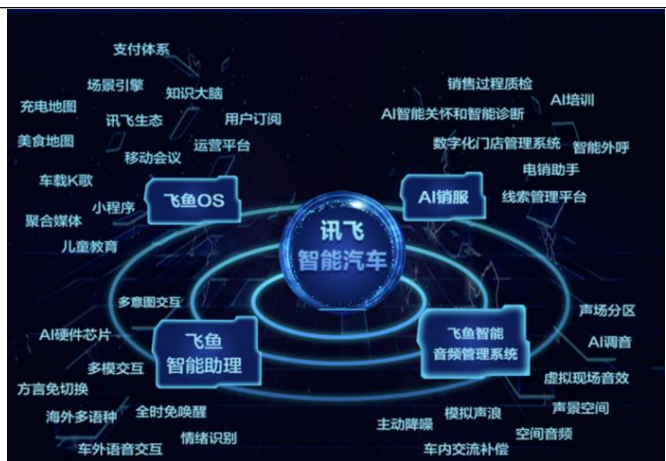 支付体系
场景引擎
知识大脑
充电地图
讯飞生态
用户订阅
美食地图
移动会议
运营平台
车载K歌
小程序
飞鱼OS
聚合媒体
儿童教育
销售过程质检
AI培训
AI智能关怀和智能诊断
数字化门店管理系统
智能外呼
电销助手
AI销服
线索管理平台
讯飞
智能汽车
多意图交互
AI硬件芯片
飞鱼
智能助理
多模交互
方言免切换
海外多语种
全时免唤醒
车外语音交互
情绪识别
声场分区
飞鱼智能
音频管理系统
AI调音
虚拟现场音效
声景空间
模拟声浪
主动降噪
空间音频
车内交流补偿